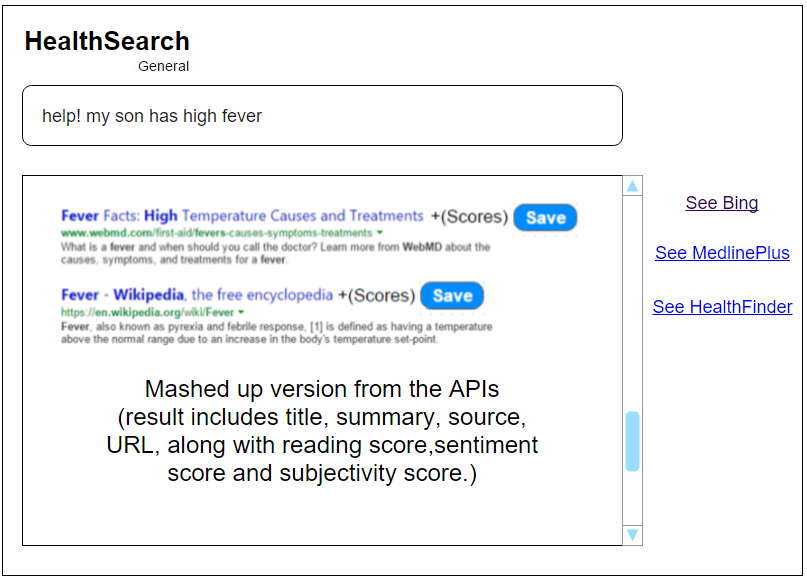 HealthSearch
General
help! my son has high fever
Fever Facts: High Temperature Causes and Treatments +(Scores) Save
www.webmd.com/first-aid/fevers-causes-symptoms-treatments
What is a fever and when should you call the doctor? Learn more from WebMD about the
causes, symptoms, and treatments for a fever.
Fever - Wikipedia, the free encyclopedia +(Scores) Save
https://en.wikipedia.org/wiki/Fever
Fever, also known as pyrexia and febrile response, [1] is defined as having a temperature
above the normal range due to an increase in the body's temperature set-point.
Mashed up version from the APIs
(result includes title, summary, source,
URL, along with reading score,sentiment
score and subjectivity score.)
See Bing
See MedlinePlus
See HealthFinder